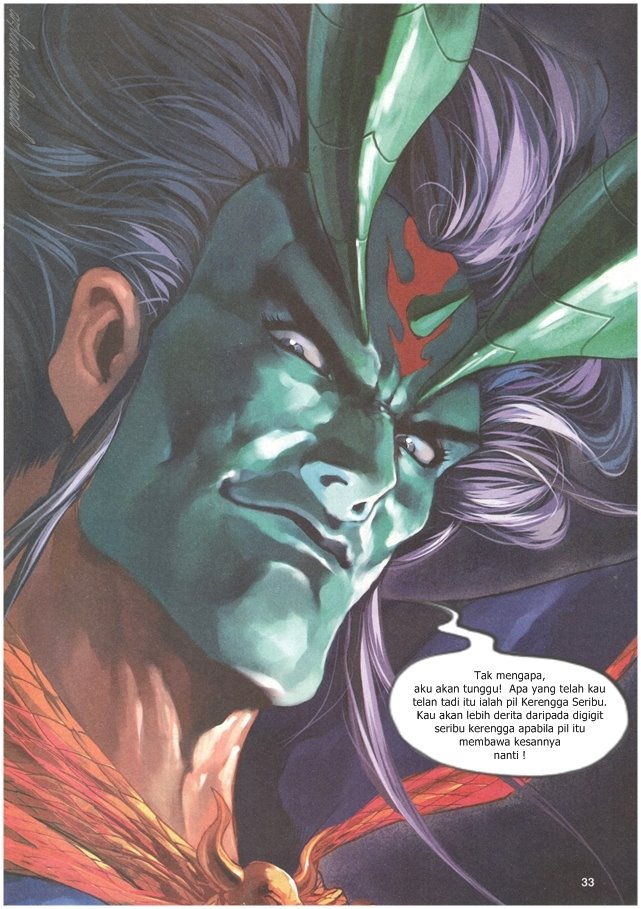 Tak mengapa,
aku akan tunggu! Apa yang telah kau
telan tadi itu ialah pil Kerengga Seribu.
Kau akan lebih derita daripada digigit
seribu kerengga apabila pil itu
membawa kesannya
nanti !
33